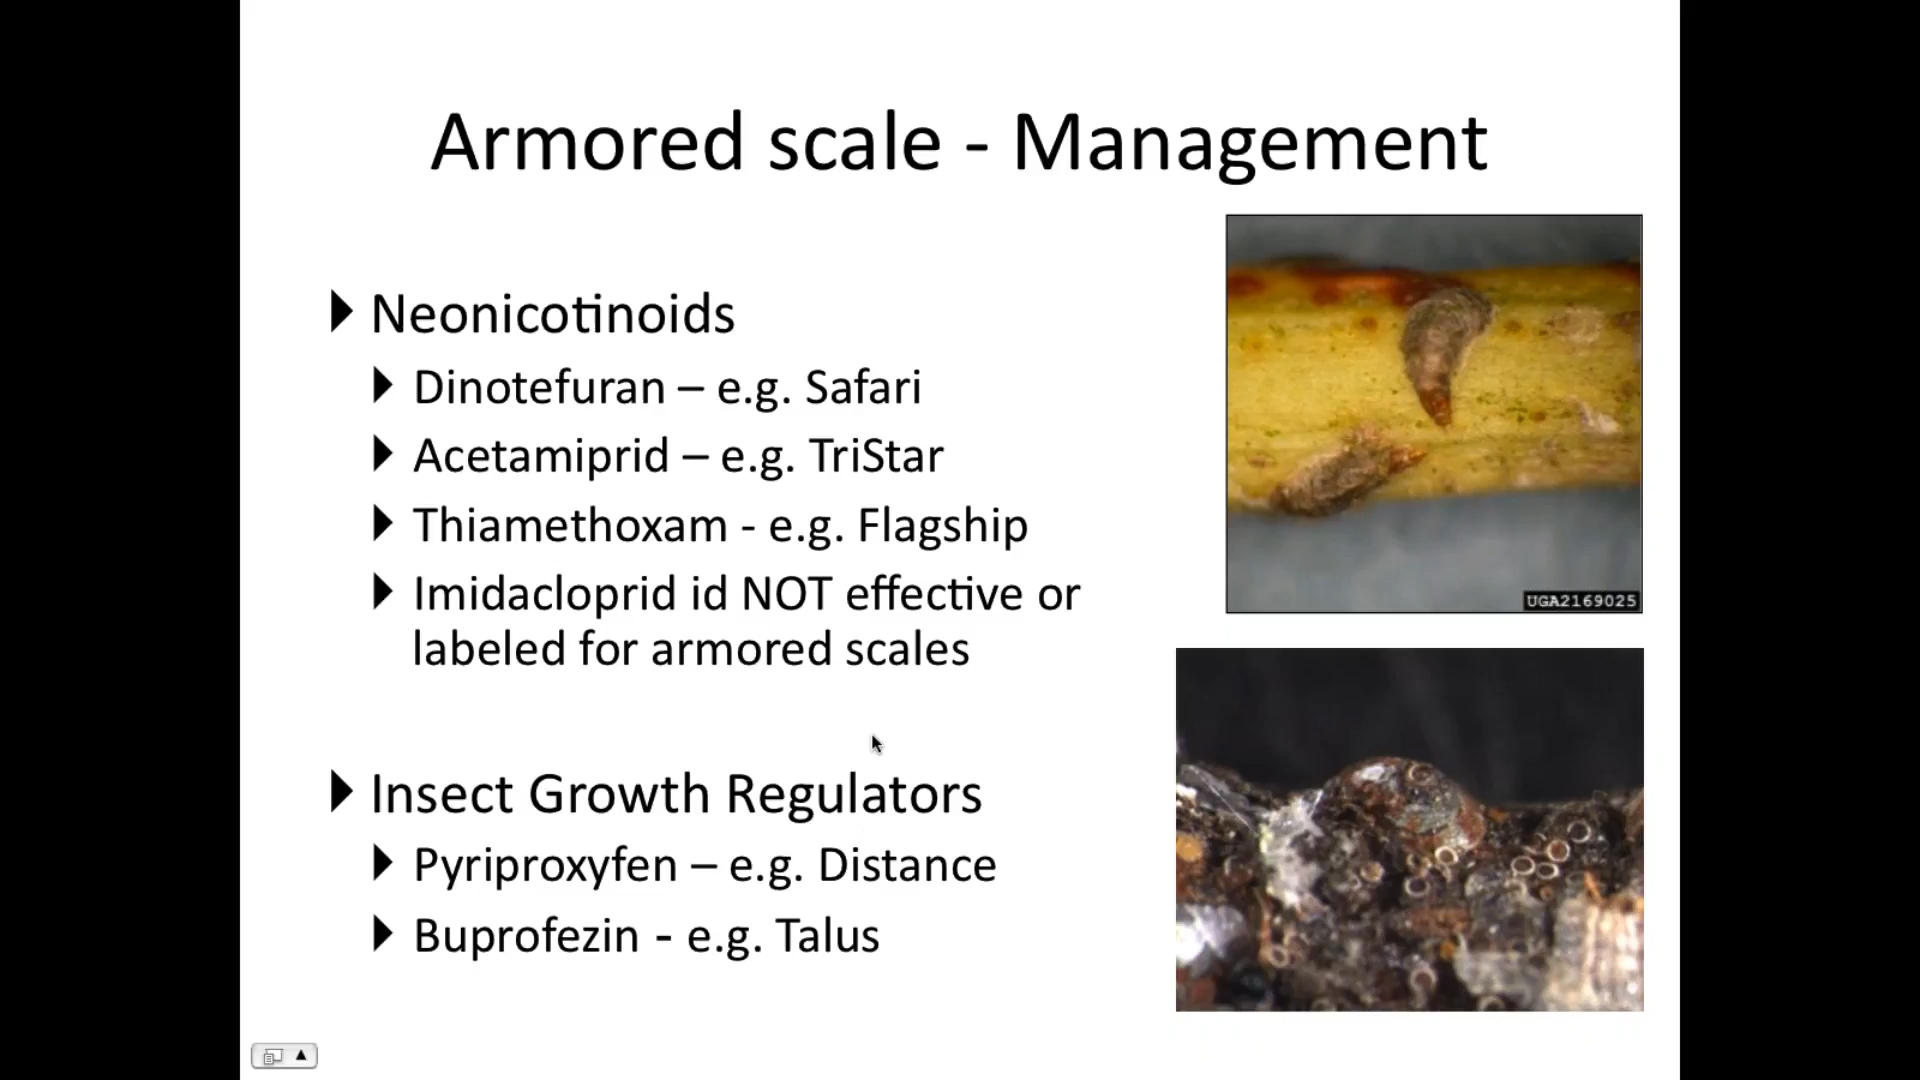 Armored scale - Management
Neonicotinoids
Dinotefuran – e.g. Safari
Acetamiprid – e.g. TriStar
Thiamethoxam - e.g. Flagship
Imidacloprid id NOT effective or
labeled for armored scales
UGA2169025
Insect Growth Regulators
Pyriproxyfen – e.g. Distance
Buprofezin - e.g. Talus